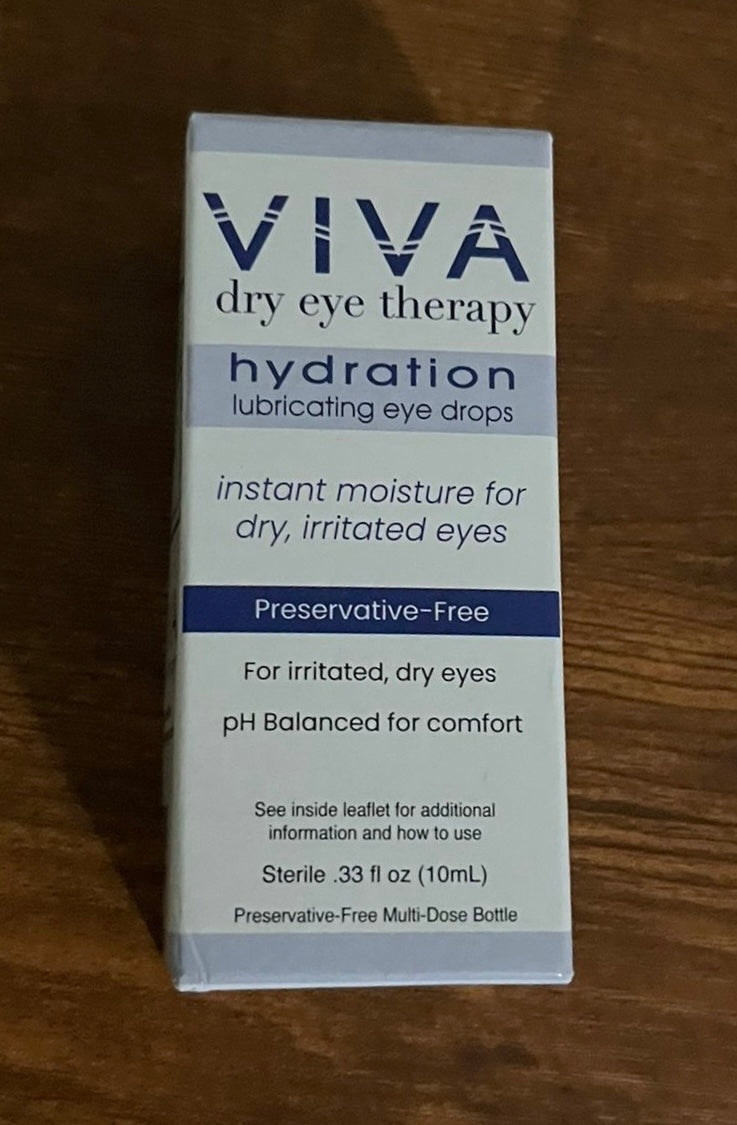 VIVA
dry eye therapy
hydration
lubricating eye drops
instant moisture for
dry, irritated eyes
Preservative-Free
For irritated, dry eyes
pH Balanced for comfort
See inside leaflet for additional
information and how to use
Sterile .33 fl oz (10mL)
Preservative-Free Multi-Dose Bottle